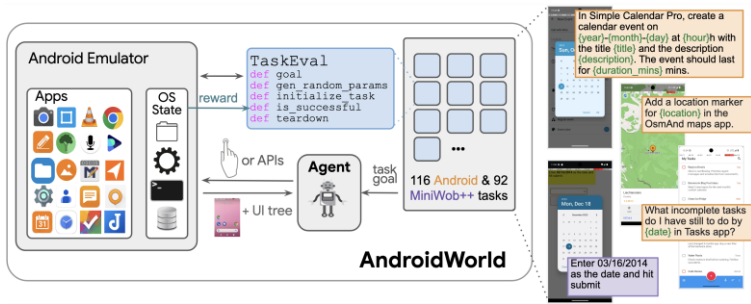 Android Emulator
Apps
OS
State
reward
TaskEval
def goal
def gen_random_params
def initialize_task
def is_successful
def teardown
or APIs
+ UI tree
Agent
task
goal
116 Android & 92
MiniWob++ tasks
AndroidWorld
In Simple Calendar Pro, create a
calendar event on
{year}-{month}-{day} at {hour}h with
the title {title} and the description
{description}. The event should last
for {duration_mins} mins.
Add a location marker
for {location} in the
OsmAnd maps app.
My Tasks
What incomplete tasks
do I have still to do by
{date} in Tasks app?
Mon, Dec 18
Enter 03/16/2014
as the date and hit
submit